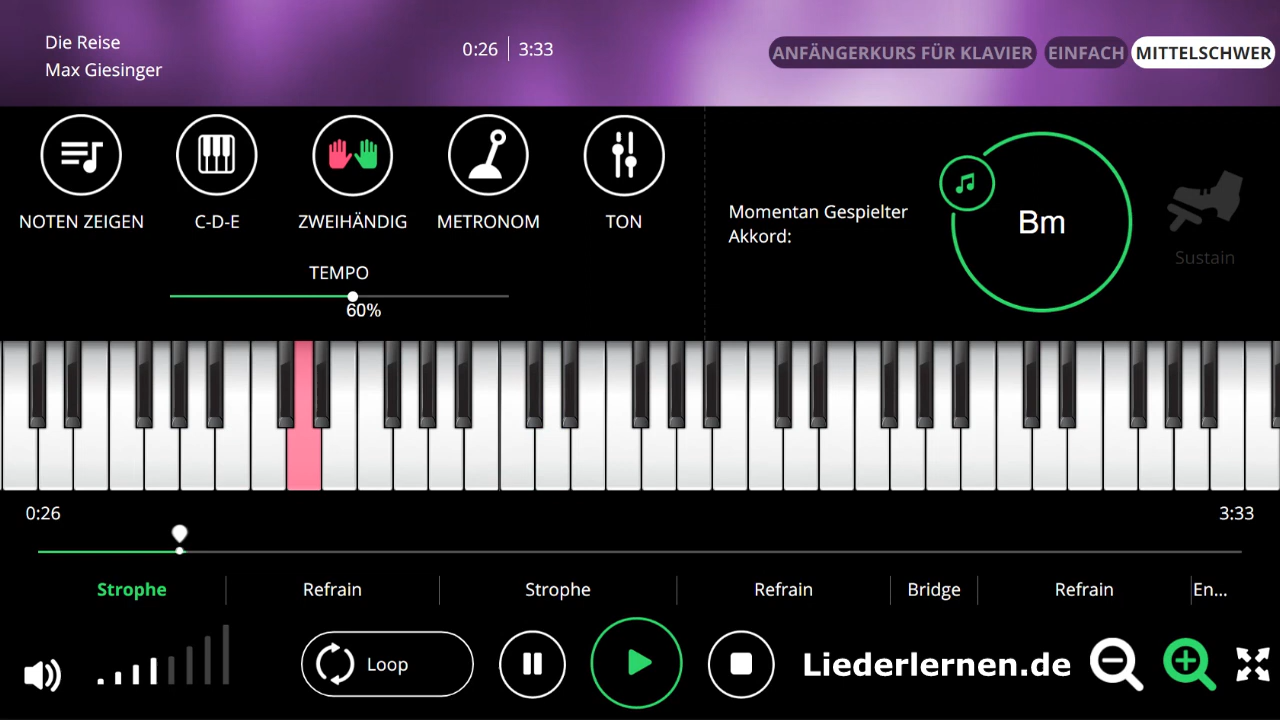 Die Reise
Max Giesinger
0:26 | 3:33
ANFÄNGERKURS FÜR KLAVIER
EINFACH
MITTELSCHWER
NOTEN ZEIGEN
C-D-E
ZWEIHÄNDIG
METRONOM
TON
TEMPO
60%
Momentan Gespielter
Akkord:
Bm
Sustain
0:26
3:33
Strophe
Refrain
Strophe
Refrain
Bridge
Refrain
En...
Loop
Liederlernen.de